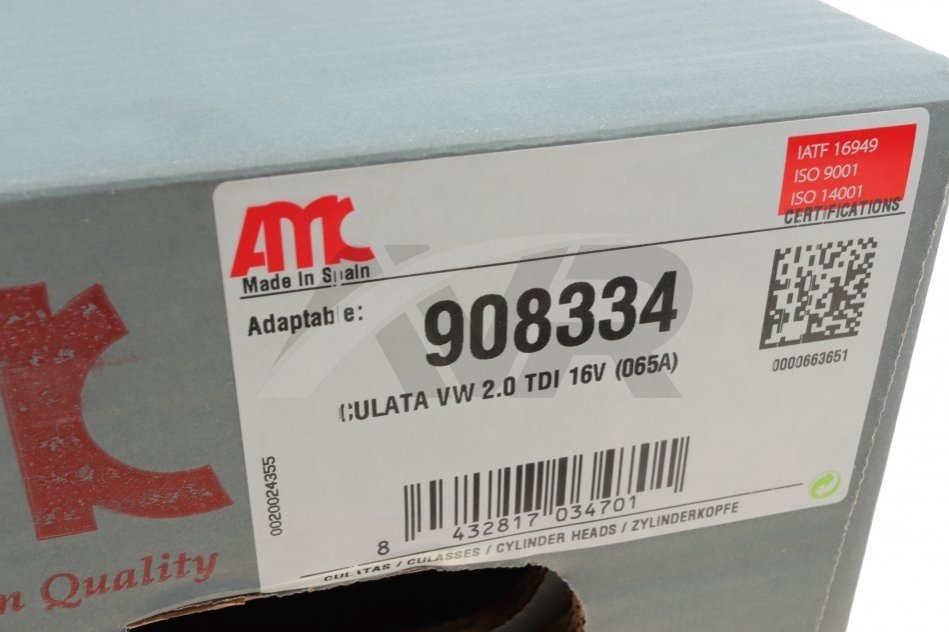 IATF 16949
ISO 9001
ISO 14001
CERTIFICATIONS
AMC
Made In Spain
Adaptable:
908334
0000663651
CULATA VW 2.0 TDI 16V (065A)
0020024355
8 432817 034701
CULATAS / CULASSES / CYLINDER HEADS / ZYLINDERKOPFE
Quality
XVR